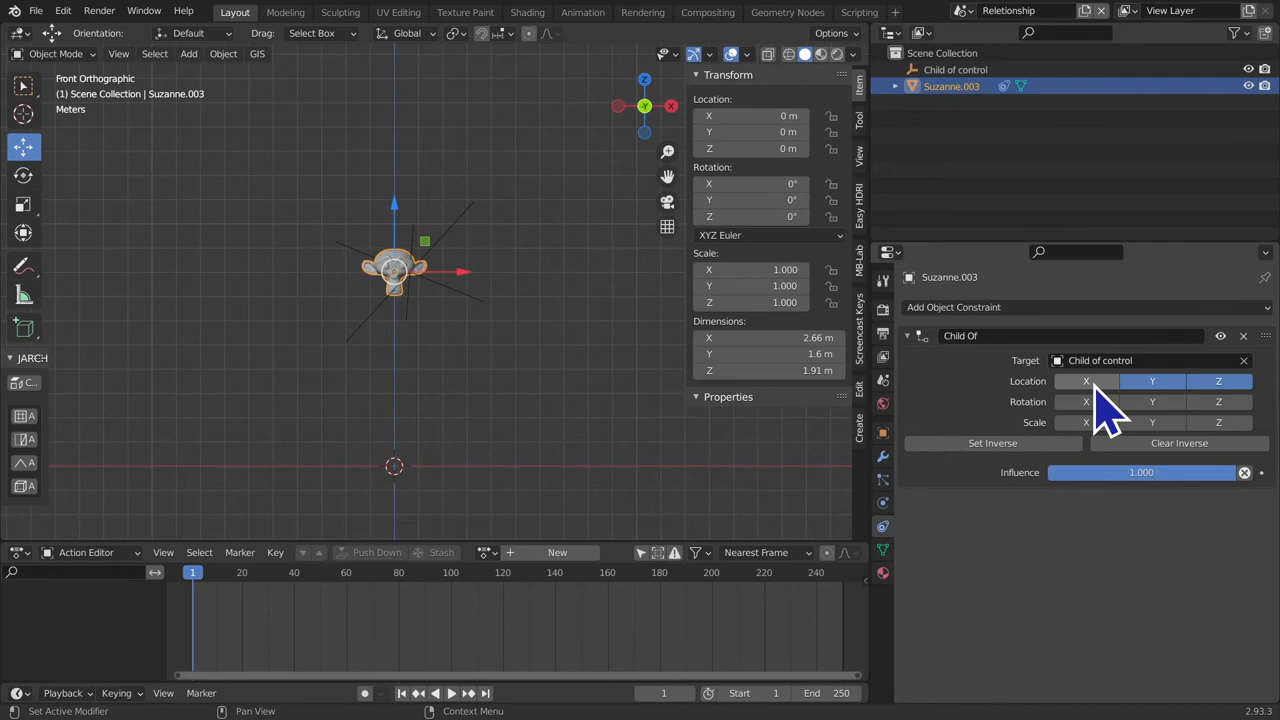 File Edit Render Window Help Layout Modeling Sculpting UV Editing Texture Paint Shading Animation Rendering Compositing Geometry Nodes Scripting + Relationship View Layer
Orientation: Default Drag: Select Box Global Options
Object Mode View Select Add Object GIS
Front Orthographic
(1) Scene Collection | Suzanne.003
Meters
Z
-Y
X
JARCH
C...
A
A
A
A
Transform
Location:
X 0 m
Y 0 m
Z 0 m
Rotation:
X 0°
Y 0°
Z 0°
XYZ Euler
Scale:
X 1.000
Y 1.000
Z 1.000
Dimensions:
X 2.66 m
Y 1.6 m
Z 1.91 m
Properties
Item
Tool
View
Easy HDRI
MB-Lab
Screencast Keys
Edit
Create
Scene Collection
Child of control
Suzanne.003
Suzanne.003
Add Object Constraint
Child Of
Target Child of control
Location X Y Z
Rotation X Y Z
Scale X Y Z
Set Inverse Clear Inverse
Influence 1.000
Action Editor View Select Marker Key Push Down Stash New Nearest Frame
1 20 40 60 80 100 120 140 160 180 200 220 240
Playback Keying View Marker 1 Start 1 End 250
Set Active Modifier Pan View Context Menu 2.93.3